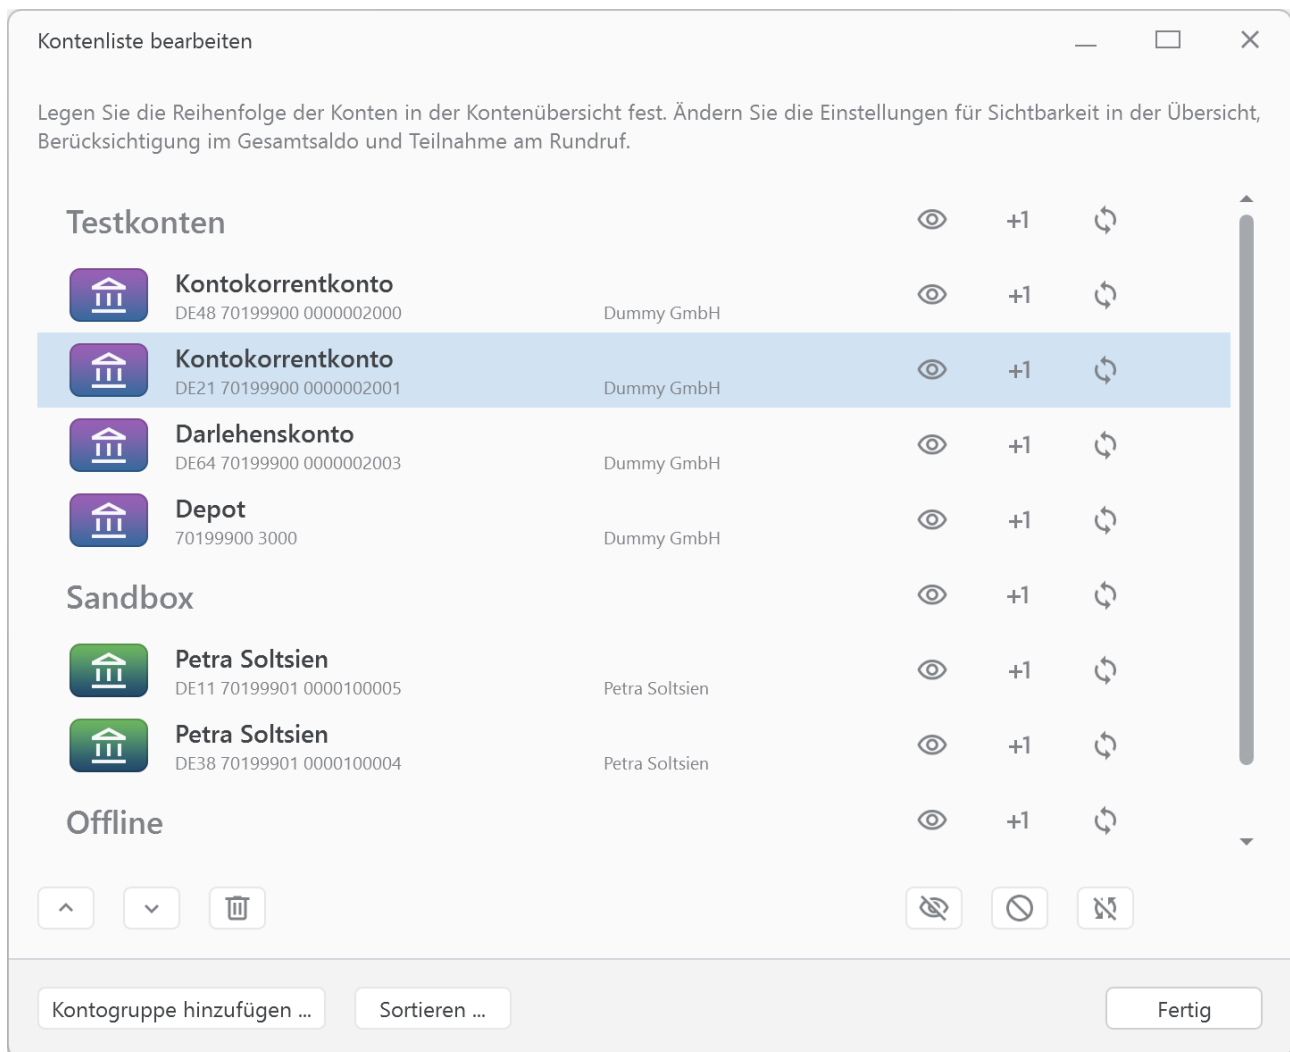 Kontenliste bearbeiten
Legen Sie die Reihenfolge der Konten in der Kontenübersicht fest. Ändern Sie die Einstellungen für Sichtbarkeit in der Übersicht,
Berücksichtigung im Gesamtsaldo und Teilnahme am Rundruf.
Testkonten +1
Kontokorrentkonto +1
DE48 70199900 0000002000 Dummy GmbH
Kontokorrentkonto +1
DE21 70199900 0000002001 Dummy GmbH
Darlehenskonto +1
DE64 70199900 0000002003 Dummy GmbH
Depot +1
70199900 3000 Dummy GmbH
Sandbox +1
Petra Soltsien +1
DE11 70199901 0000100005 Petra Soltsien
Petra Soltsien +1
DE38 70199901 0000100004 Petra Soltsien
Offline +1
Kontogruppe hinzufügen ... Sortieren ... Fertig